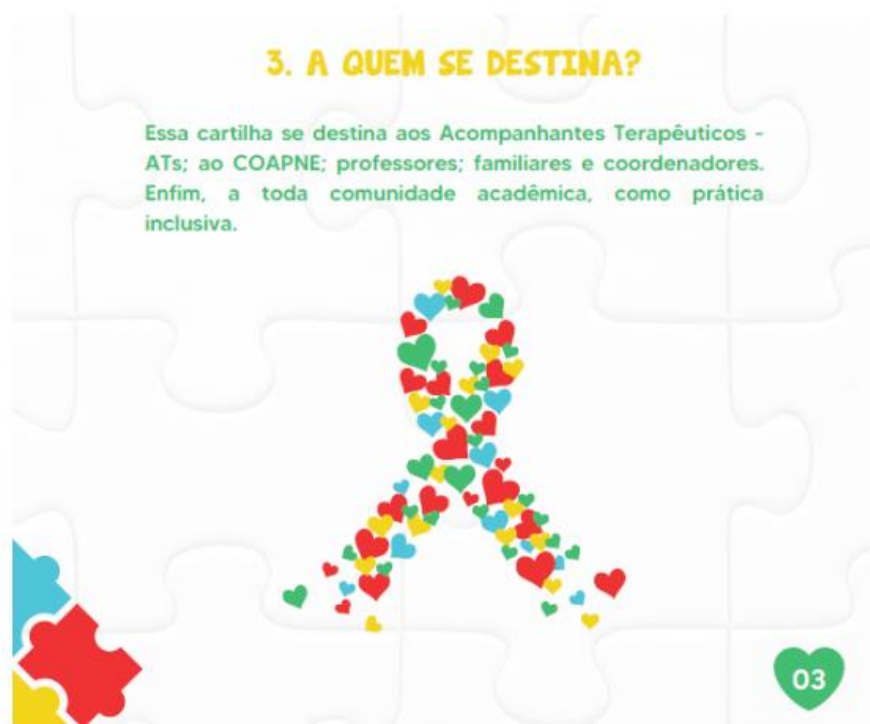 3. A QUEM SE DESTINA?
Essa cartilha se destina aos Acompanhantes Terapêuticos -
ATs; ao COAPNE; professores; familiares e coordenadores.
Enfim, a toda comunidade acadêmica, como prática
inclusiva.
03